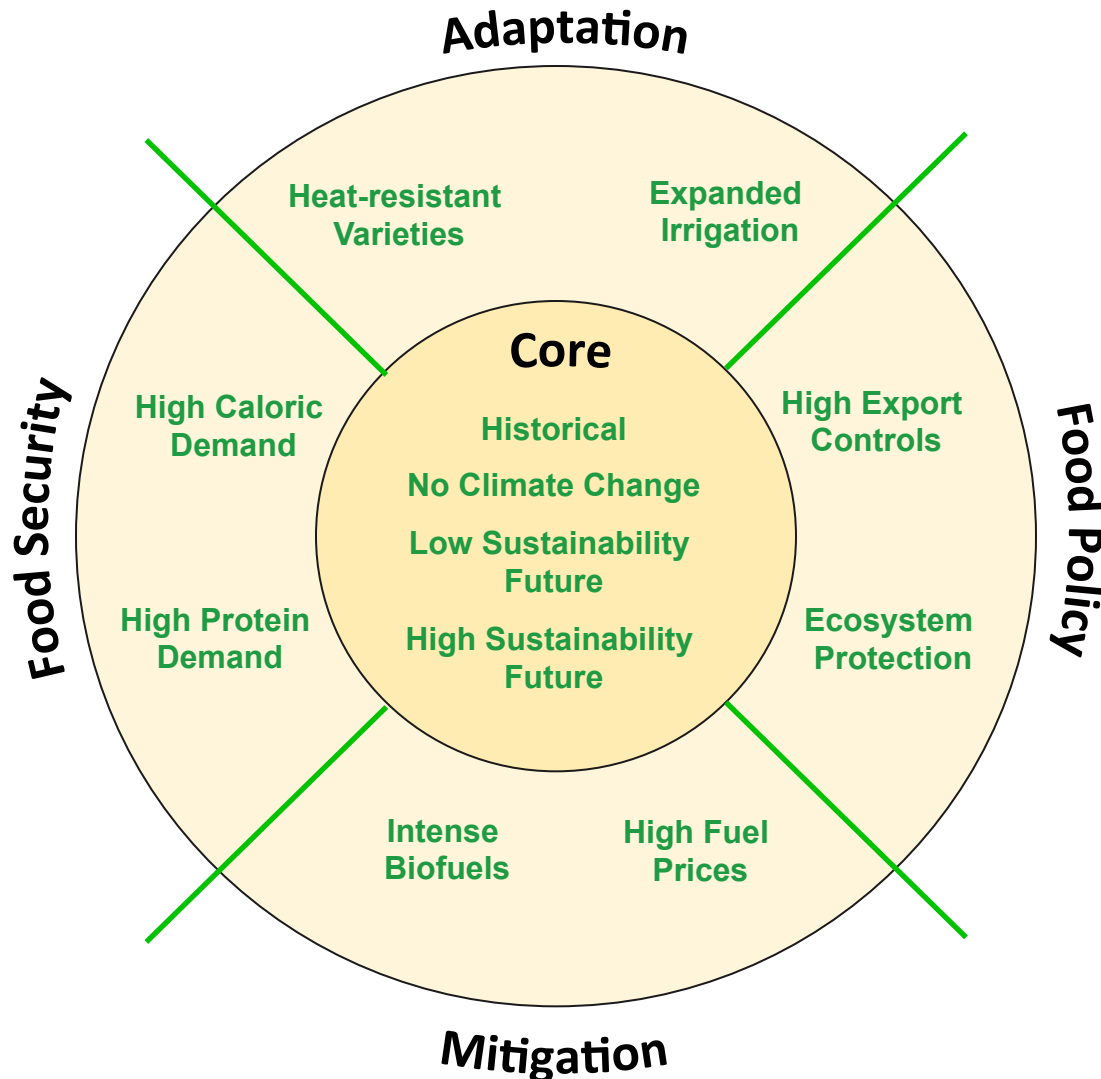 Adaptation
Heat-resistant
Varieties
Expanded
Irrigation
Core
Historical
No Climate Change
Low Sustainability
Future
High Sustainability
Future
Food Security
High Caloric
Demand
High Protein
Demand
High Export
Controls
Ecosystem
Protection
Food Policy
Intense
Biofuels
High Fuel
Prices
Mitigation